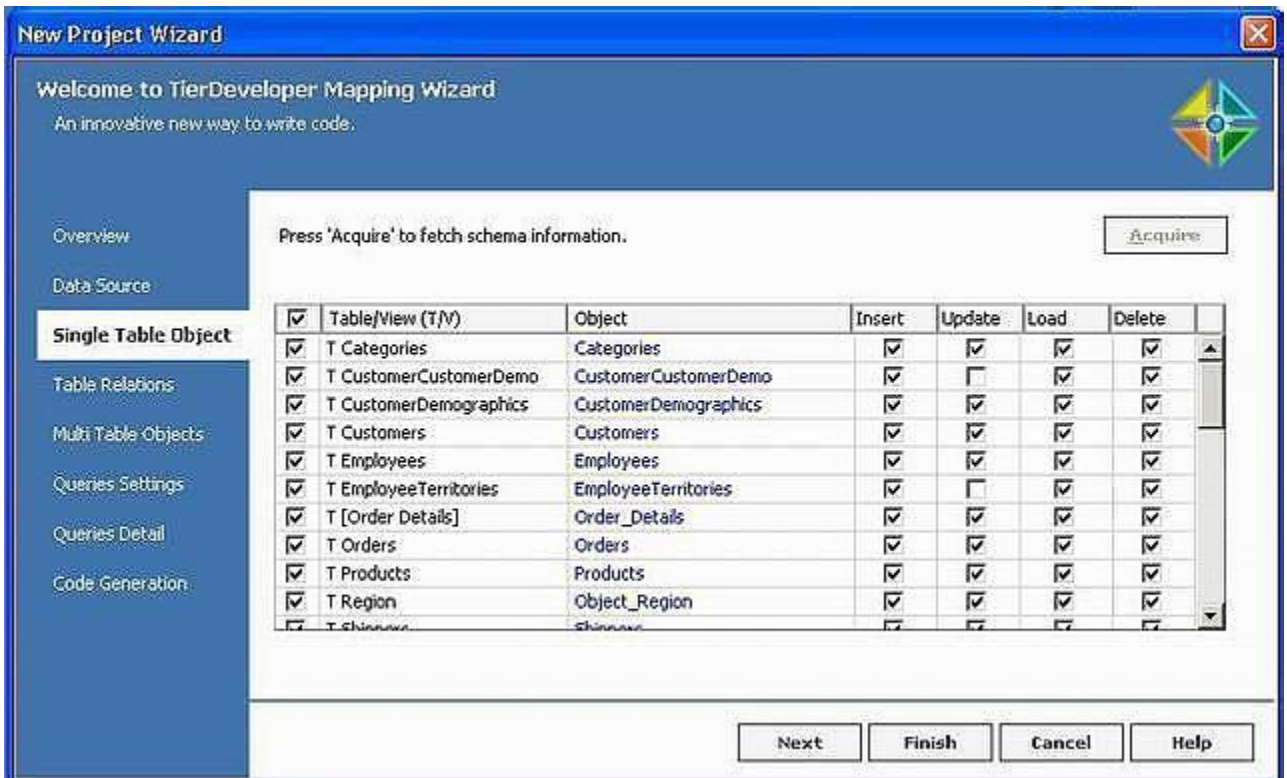 New Project Wizard
Welcome to TierDeveloper Mapping Wizard
An innovative new way to write code.
Overview
Data Source
Single Table Object
Table Relations
Multi Table Objects
Queries Settings
Queries Detail
Code Generation
Press 'Acquire' to fetch schema information.
Acquire
Table/View (T/V) Object Insert Update Load Delete
T Categories Categories
T CustomerCustomerDemo CustomerCustomerDemo
T CustomerDemographics CustomerDemographics
T Customers Customers
T Employees Employees
T EmployeeTerritories EmployeeTerritories
T [Order Details] Order_Details
T Orders Orders
T Products Products
T Region Object_Region
T Shippers Shippers
Next Finish Cancel Help